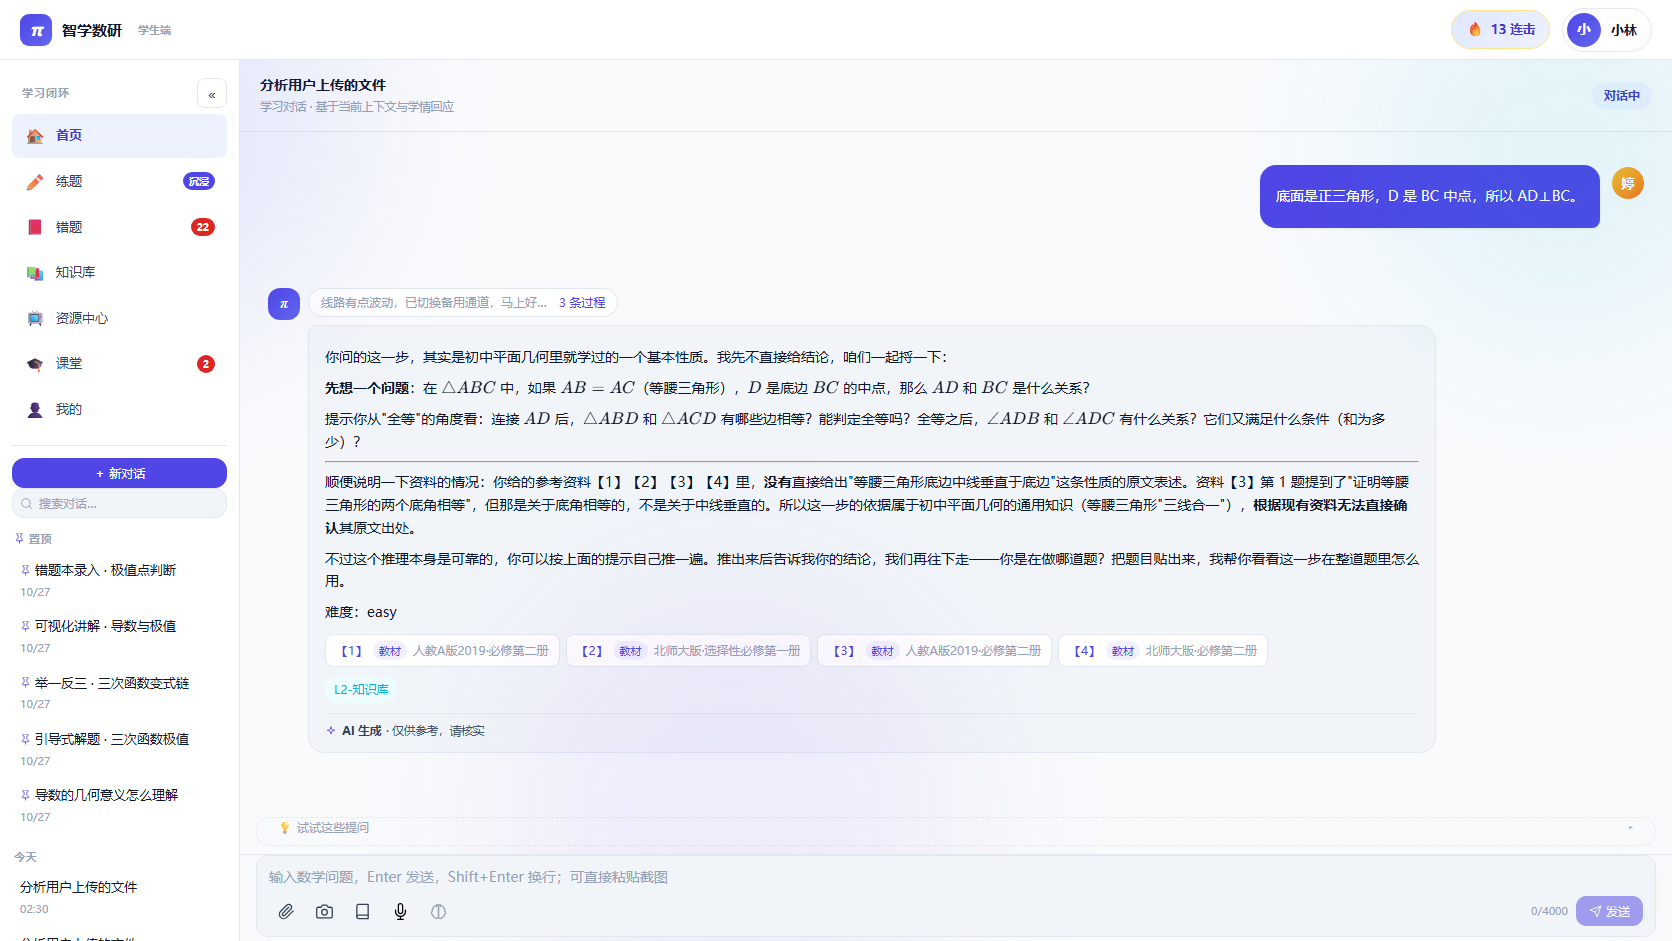 π 智学数研 学生端
13 连击
小 小林
学习闭环
«
首页
练题 沉浸
错题 22
知识库
资源中心
课堂 2
我的
+ 新对话
搜索对话...
置顶
错题本录入 · 极值点判断
10/27
可视化讲解 · 导数与极值
10/27
举一反三 · 三次函数变式链
10/27
引导式解题 · 三次函数极值
10/27
导数的几何意义怎么理解
10/27
今天
分析用户上传的文件
02:30
分析用户上传的文件
分析用户上传的文件
学习对话 · 基于当前上下文与学情回应
对话中
底面是正三角形，D 是 BC 中点，所以 AD⊥BC。
婷
π
线路有点波动，已切换备用通道，马上好... 3 条过程
你问的这一步，其实是初中平面几何里就学过的一个基本性质。我先不直接给结论，咱们一起捋一下：
先想一个问题：在 △ABC 中，如果 AB = AC（等腰三角形），D 是底边 BC 的中点，那么 AD 和 BC 是什么关系？
提示你从"全等"的角度看：连接 AD 后，△ABD 和 △ACD 有哪些边相等？能判定全等吗？全等之后，∠ADB 和 ∠ADC 有什么关系？它们又满足什么条件（和为多
少）？
顺便说明一下资料的情况：你给的参考资料【1】【2】【3】【4】里，没有直接给出"等腰三角形底边中线垂直于底边"这条性质的原文表述。资料【3】第 1 题提到了"证明等腰
三角形的两个底角相等"，但那是关于底角相等的，不是关于中线垂直的。所以这一步的依据属于初中平面几何的通用知识（等腰三角形"三线合一"），根据现有资料无法直接确
认其原文出处。
不过这个推理本身是可靠的，你可以按上面的提示自己推一遍。推出来后告诉我你的结论，我们再往下走——你是在做哪道题？把题目贴出来，我帮你看看这一步在整道题里怎么
用。
难度：easy
【1】 教材 人教A版2019·必修第二册 【2】 教材 北师大版·选择性必修第一册 【3】 教材 人教A版2019·必修第二册 【4】 教材 北师大版·必修第二册
L2-知识库
AI 生成 · 仅供参考，请核实
试试这些提问
输入数学问题，Enter 发送，Shift+Enter 换行；可直接粘贴截图
0/4000 发送